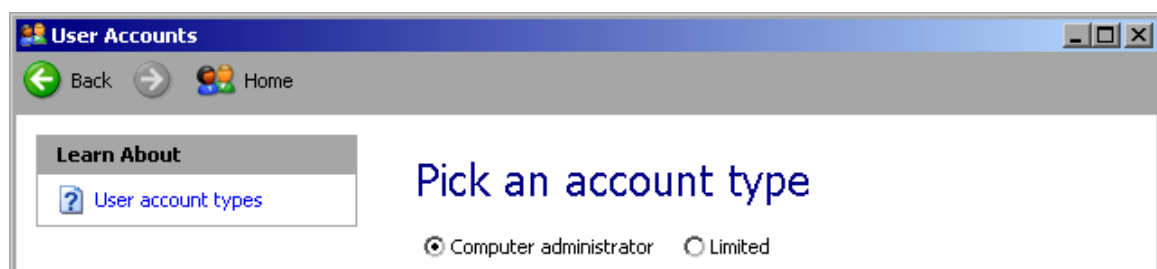 User Accounts
Back Home
Learn About
User account types
Pick an account type
Computer administrator Limited